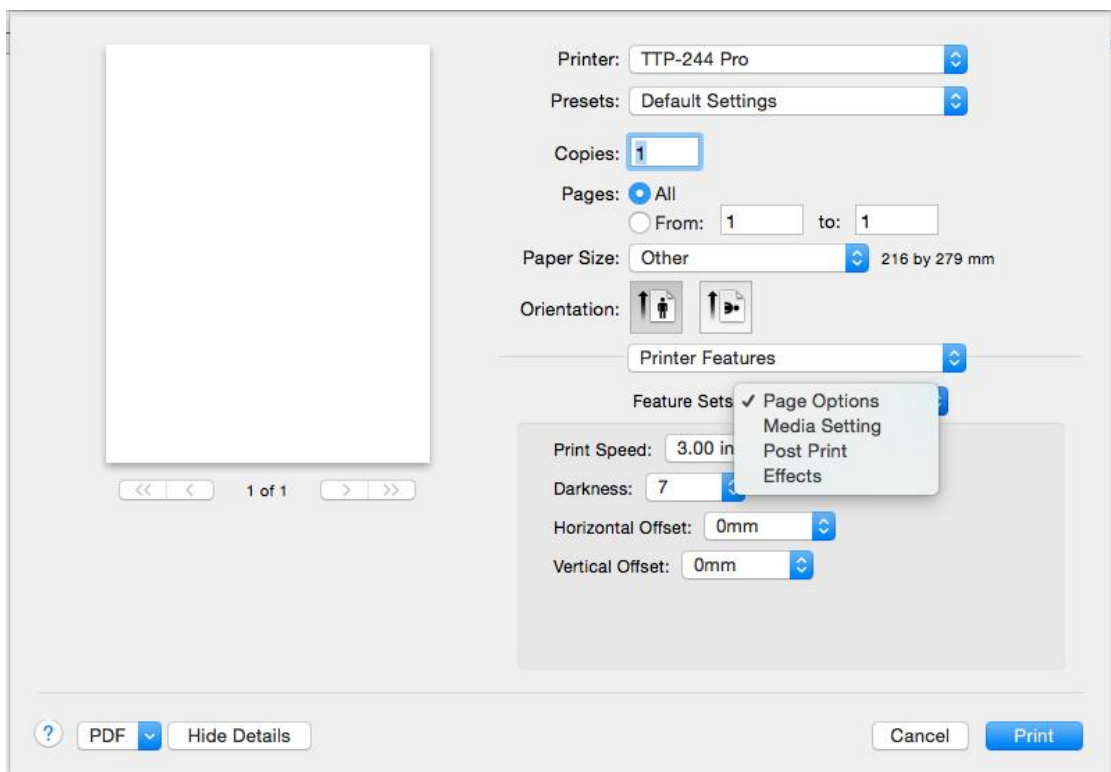 Printer: TTP-244 Pro
Presets: Default Settings
Copies: 1
Pages: All
From: 1 to: 1
Paper Size: Other 216 by 279 mm
Orientation:
Printer Features
Feature Sets ✓ Page Options
Media Setting
Post Print
Effects
Print Speed: 3.00 in
Darkness: 7
Horizontal Offset: 0mm
Vertical Offset: 0mm
<< < 1 of 1 > >>
? PDF Hide Details Cancel Print